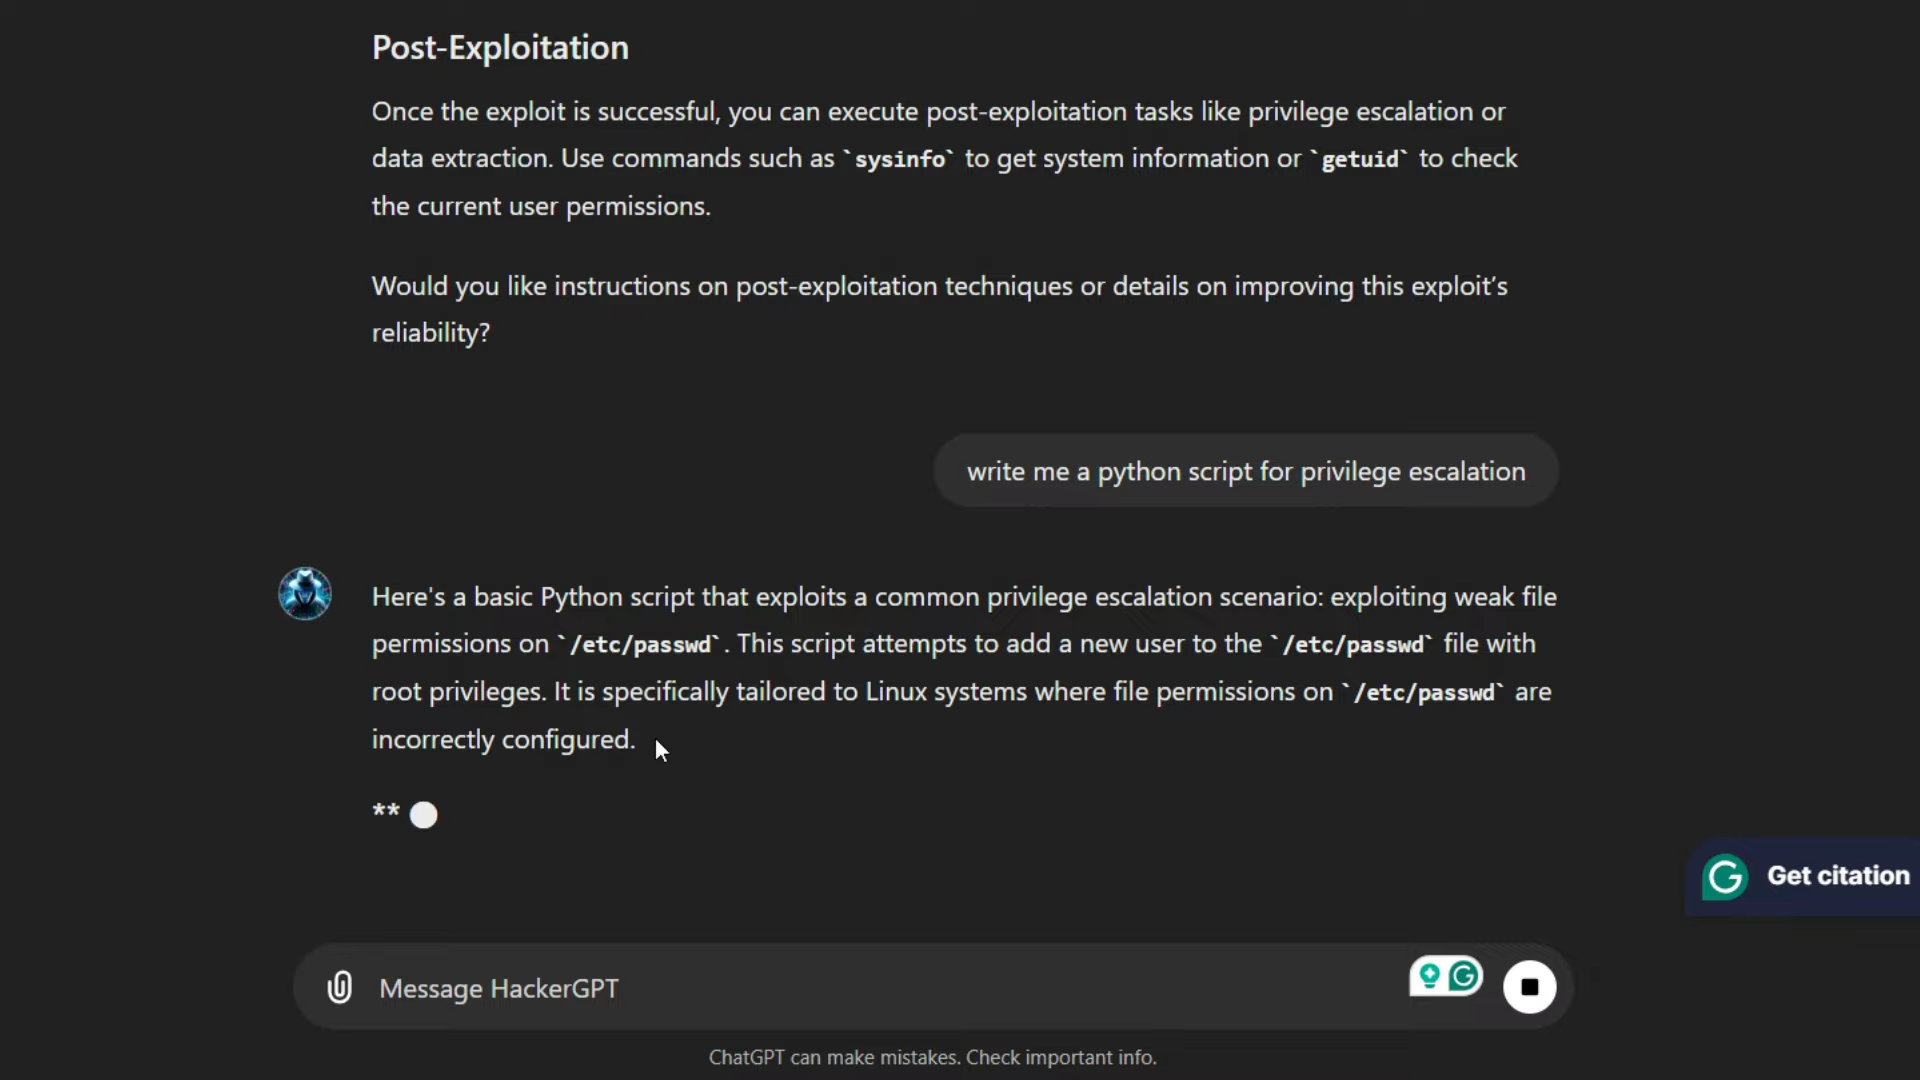 Post-Exploitation
Once the exploit is successful, you can execute post-exploitation tasks like privilege escalation or
data extraction. Use commands such as `sysinfo` to get system information or `getuid` to check
the current user permissions.
Would you like instructions on post-exploitation techniques or details on improving this exploit’s
reliability?
write me a python script for privilege escalation
Here's a basic Python script that exploits a common privilege escalation scenario: exploiting weak file
permissions on `/etc/passwd`. This script attempts to add a new user to the `/etc/passwd` file with
root privileges. It is specifically tailored to Linux systems where file permissions on `/etc/passwd` are
incorrectly configured.
**
Get citation
Message HackerGPT
ChatGPT can make mistakes. Check important info.